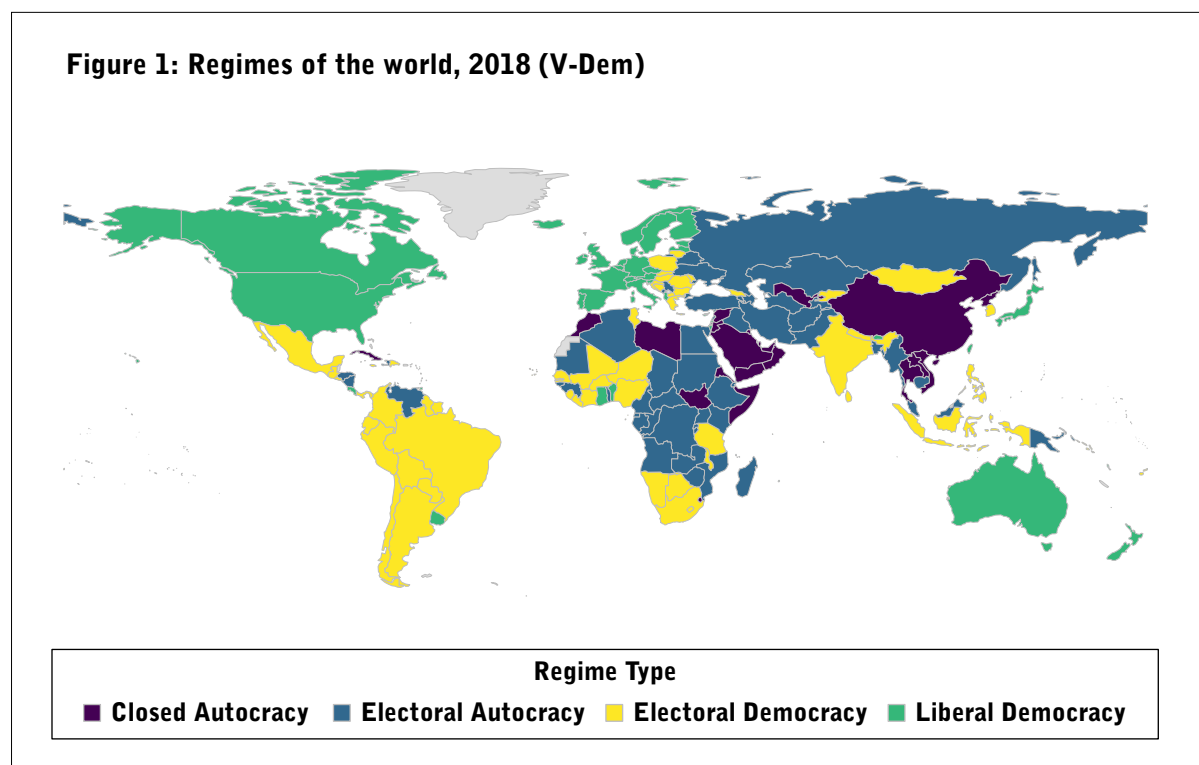 Figure 1: Regimes of the world, 2018 (V-Dem)
Regime Type
Closed Autocracy Electoral Autocracy Electoral Democracy Liberal Democracy